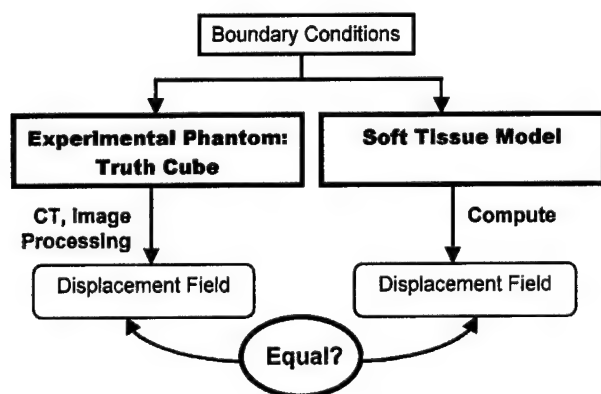 Boundary Conditions
Experimental Phantom:
Truth Cube
Soft Tissue Model
CT, Image
Processing
Compute
Displacement Field
Displacement Field
Equal?